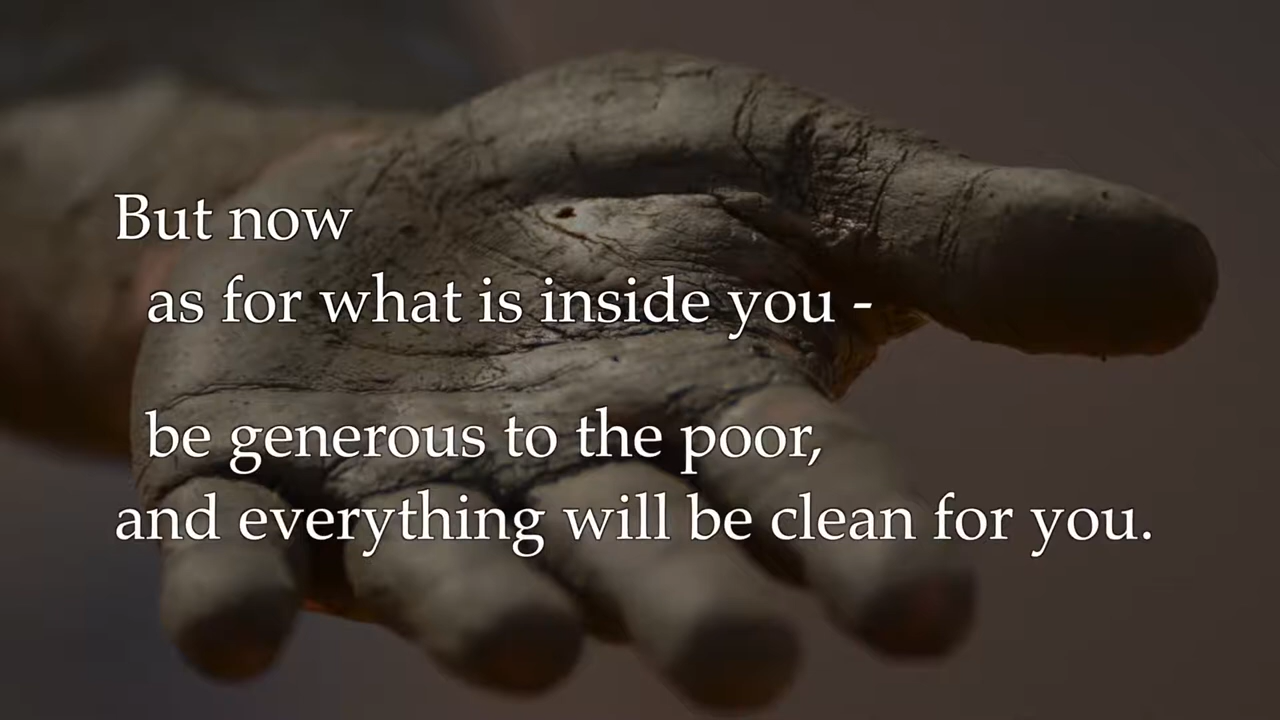 But now
as for what is inside you -
be generous to the poor,
and everything will be clean for you.